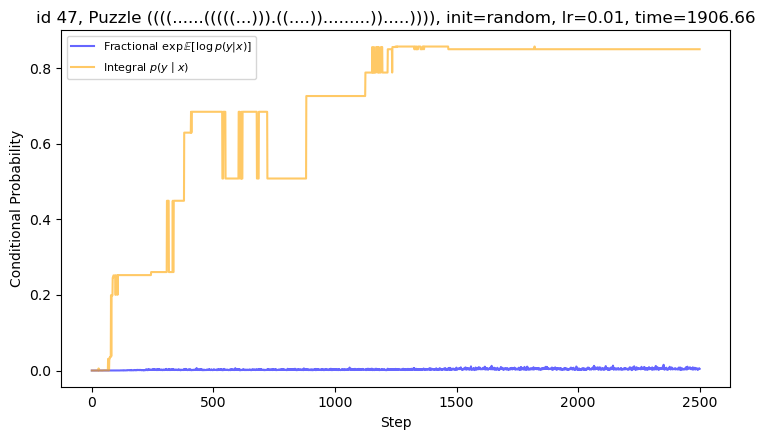 id 47, Puzzle ((((......(((((...))).((....)).........)).....)))), init=random, lr=0.01, time=1906.66
Fractional exp 𝔼[log p(y|x)]
Integral p(y | x)
Conditional Probability
0.8
0.6
0.4
0.2
0.0
0 500 1000 1500 2000 2500
Step